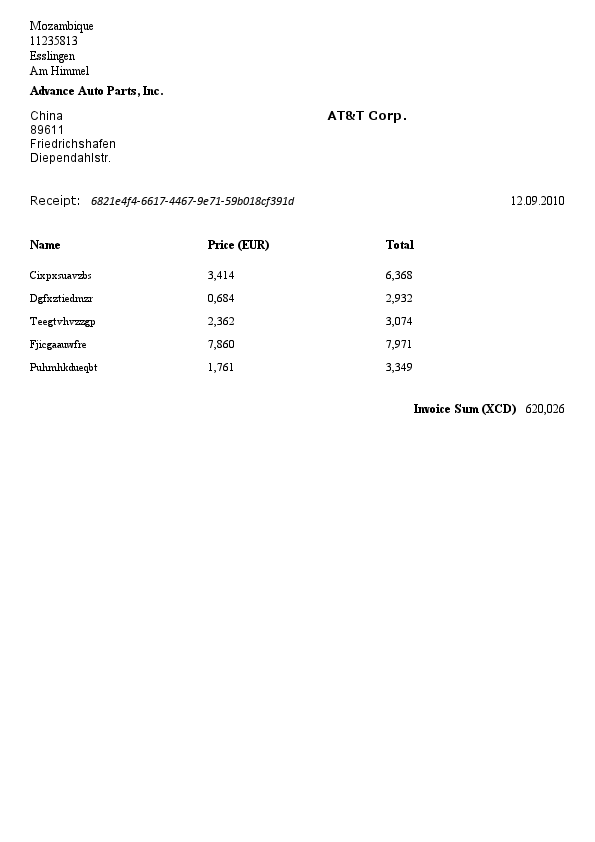 Mozambique
11235813
Esslingen
Am Himmel
Advance Auto Parts, Inc.
China
89611
Friedrichshafen
Diependahlstr.
AT&T Corp.
Receipt: 6821e4f4-6617-4467-9e71-59b018cf391d 12.09.2010
Name Price (EUR) Total
Cixpxsuavzbs 3,414 6,368
Dgfxztiedmzr 0,684 2,932
Teegtvhvzzgp 2,362 3,074
Fjicgaauwfre 7,860 7,971
Puhmhkdueqbt 1,761 3,349
Invoice Sum (XCD) 620,026